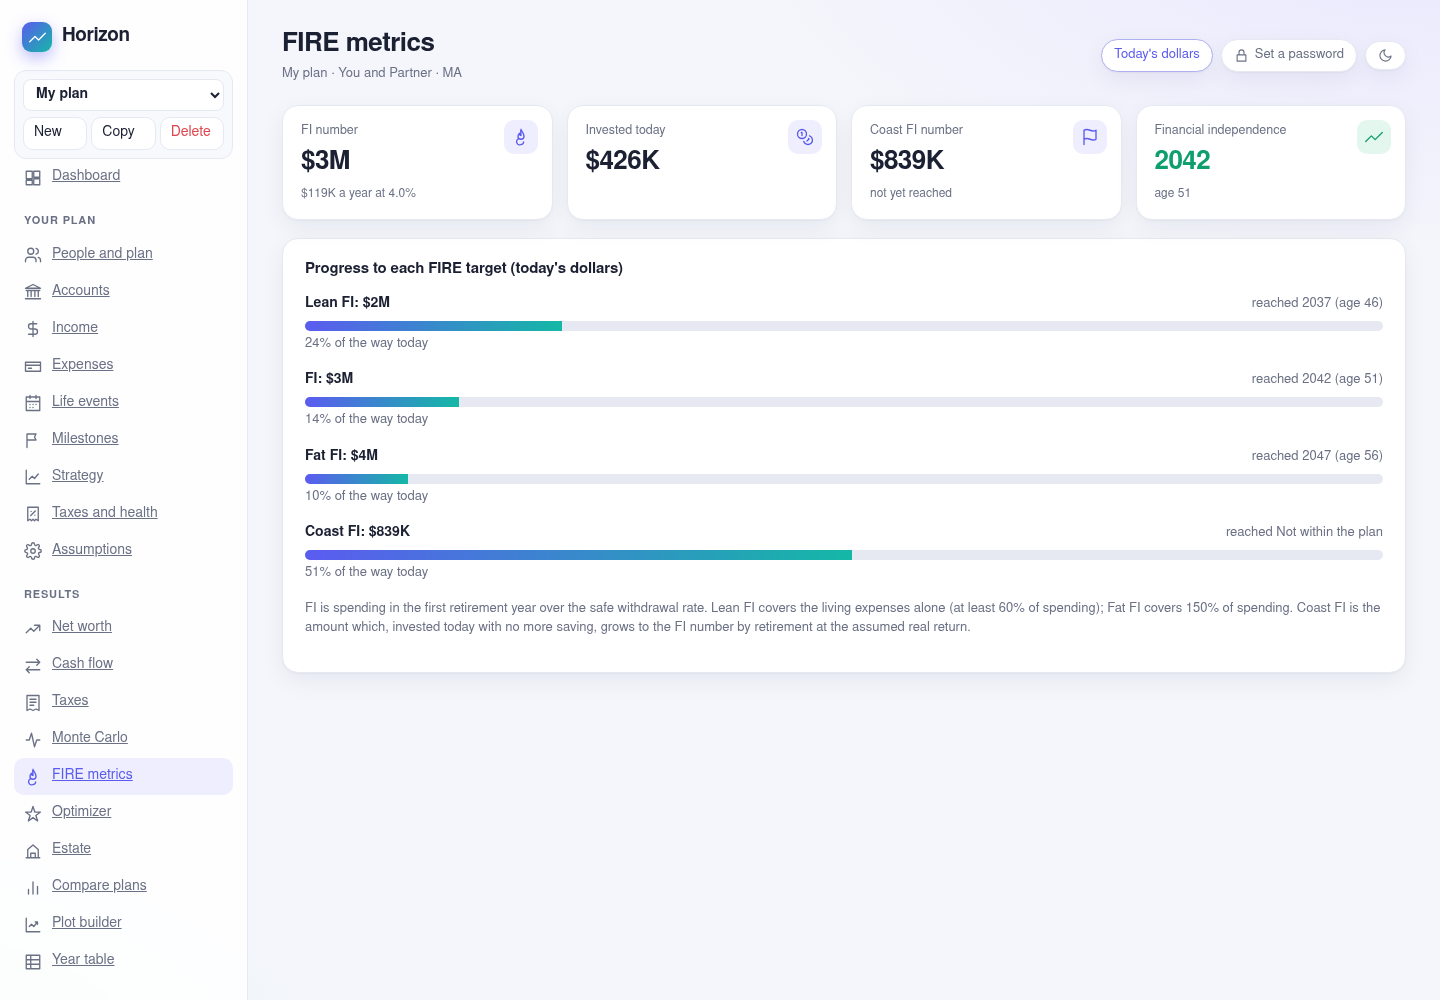 Horizon
My plan
New
Copy
Delete
Dashboard
YOUR PLAN
People and plan
Accounts
Income
Expenses
Life events
Milestones
Strategy
Taxes and health
Assumptions
RESULTS
Net worth
Cash flow
Taxes
Monte Carlo
FIRE metrics
Optimizer
Estate
Compare plans
Plot builder
Year table
FIRE metrics
My plan · You and Partner · MA
Today's dollars
Set a password
FI number
$3M
$119K a year at 4.0%
Invested today
$426K
Coast FI number
$839K
not yet reached
Financial independence
2042
age 51
Progress to each FIRE target (today's dollars)
Lean FI: $2M
reached 2037 (age 46)
24% of the way today
FI: $3M
reached 2042 (age 51)
14% of the way today
Fat FI: $4M
reached 2047 (age 56)
10% of the way today
Coast FI: $839K
reached Not within the plan
51% of the way today
FI is spending in the first retirement year over the safe withdrawal rate. Lean FI covers the living expenses alone (at least 60% of spending); Fat FI covers 150% of spending. Coast FI is the
amount which, invested today with no more saving, grows to the FI number by retirement at the assumed real return.